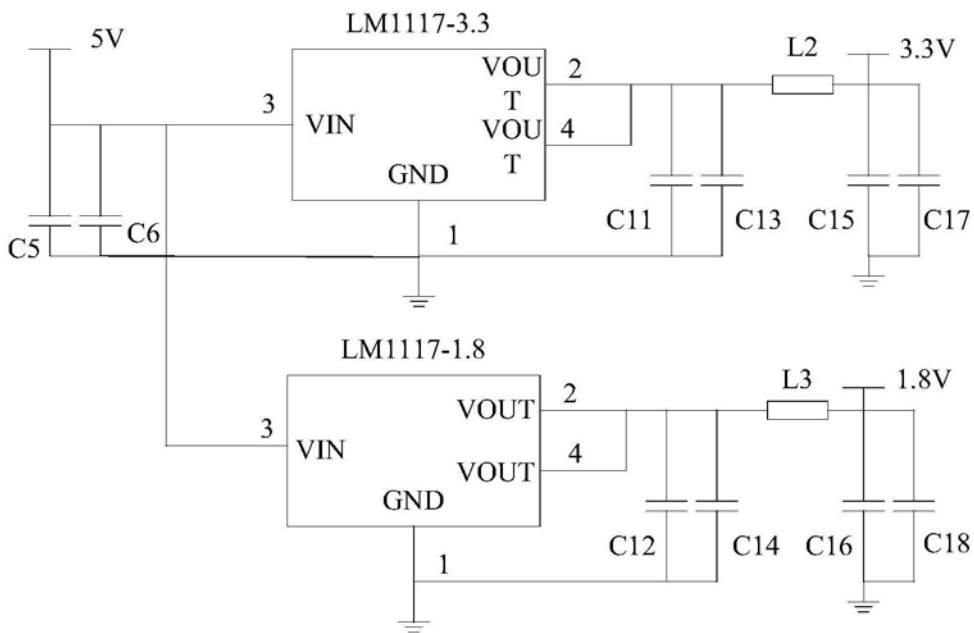 LM1117-3.3
5V
3
VIN
VOU
T
2
VOU
T
4
GND
1
L2
3.3V
C5
C6
C11
C13
C15
C17
LM1117-1.8
3
VIN
VOUT
2
VOUT
4
GND
1
L3
1.8V
C12
C14
C16
C18